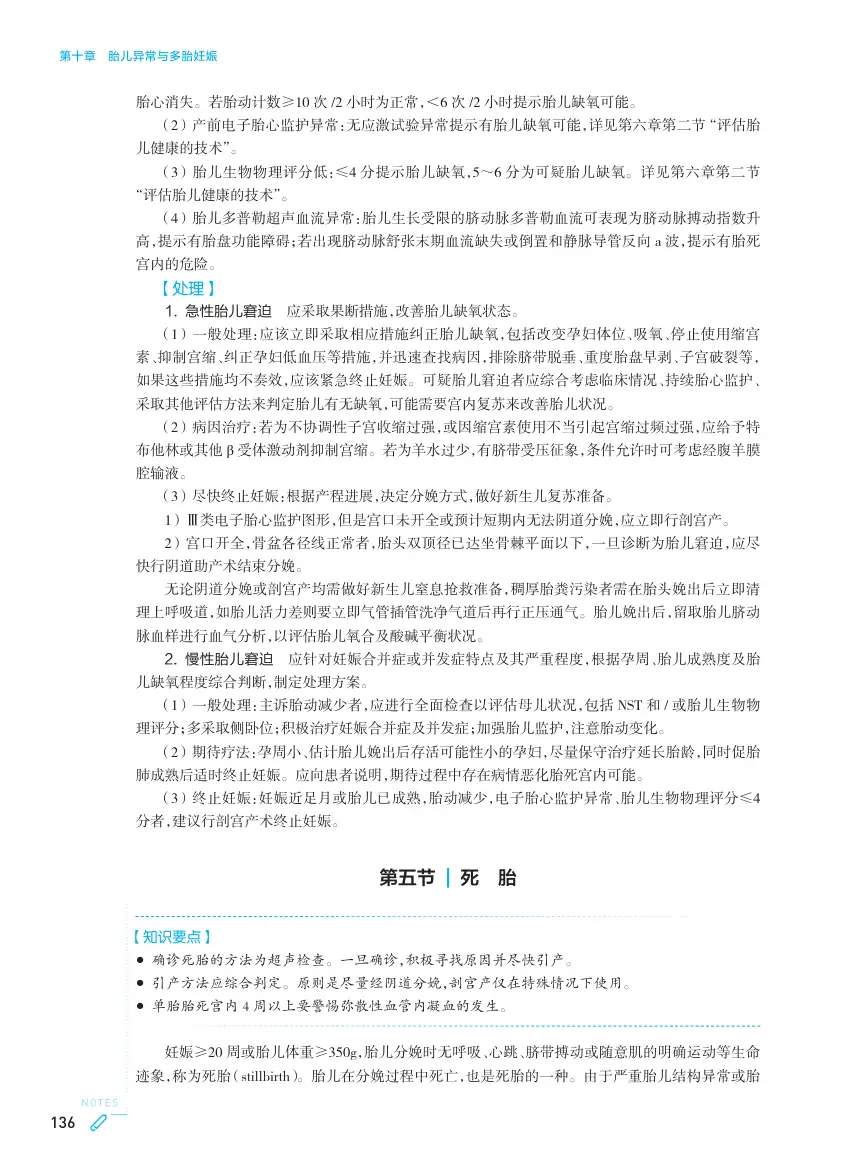 第十章 胎儿异常与多胎妊娠
胎心消失。若胎动计数≥10 次 /2 小时为正常,＜6 次 /2 小时提示胎儿缺氧可能。
（2）产前电子胎心监护异常:无应激试验异常提示有胎儿缺氧可能,详见第六章第二节 “评估胎
儿健康的技术”。
（3）胎儿生物物理评分低:≤4 分提示胎儿缺氧,5～6 分为可疑胎儿缺氧。详见第六章第二节
“评估胎儿健康的技术”。
（4）胎儿多普勒超声血流异常:胎儿生长受限的脐动脉多普勒血流可表现为脐动脉搏动指数升
高,提示有胎盘功能障碍;若出现脐动脉舒张末期血流缺失或倒置和静脉导管反向 a 波,提示有胎死
宫内的危险。
【处理】
1. 急性胎儿窘迫 应采取果断措施,改善胎儿缺氧状态。
（1）一般处理:应该立即采取相应措施纠正胎儿缺氧,包括改变孕妇体位、吸氧、停止使用缩宫
素、抑制宫缩、纠正孕妇低血压等措施,并迅速查找病因,排除脐带脱垂、重度胎盘早剥、子宫破裂等,
如果这些措施均不奏效,应该紧急终止妊娠。可疑胎儿窘迫者应综合考虑临床情况、持续胎心监护、
采取其他评估方法来判定胎儿有无缺氧,可能需要宫内复苏来改善胎儿状况。
（2）病因治疗:若为不协调性子宫收缩过强,或因缩宫素使用不当引起宫缩过频过强,应给予特
布他林或其他 β 受体激动剂抑制宫缩。若为羊水过少,有脐带受压征象,条件允许时可考虑经腹羊膜
腔输液。
（3）尽快终止妊娠:根据产程进展,决定分娩方式,做好新生儿复苏准备。
1）Ⅲ类电子胎心监护图形,但是宫口未开全或预计短期内无法阴道分娩,应立即行剖宫产。
2）宫口开全,骨盆各径线正常者,胎头双顶径已达坐骨棘平面以下,一旦诊断为胎儿窘迫,应尽
快行阴道助产术结束分娩。
无论阴道分娩或剖宫产均需做好新生儿窒息抢救准备,稠厚胎粪污染者需在胎头娩出后立即清
理上呼吸道,如胎儿活力差则要立即气管插管洗净气道后再行正压通气。胎儿娩出后,留取胎儿脐动
脉血样进行血气分析,以评估胎儿氧合及酸碱平衡状况。
2. 慢性胎儿窘迫 应针对妊娠合并症或并发症特点及其严重程度,根据孕周、胎儿成熟度及胎
儿缺氧程度综合判断,制定处理方案。
（1）一般处理:主诉胎动减少者,应进行全面检查以评估母儿状况,包括 NST 和 / 或胎儿生物物
理评分;多采取侧卧位;积极治疗妊娠合并症及并发症;加强胎儿监护,注意胎动变化。
（2）期待疗法:孕周小、估计胎儿娩出后存活可能性小的孕妇,尽量保守治疗延长胎龄,同时促胎
肺成熟后适时终止妊娠。应向患者说明,期待过程中存在病情恶化胎死宫内可能。
（3）终止妊娠:妊娠近足月或胎儿已成熟,胎动减少,电子胎心监护异常、胎儿生物物理评分≤4
分者,建议行剖宫产术终止妊娠。
第五节 | 死 胎
【知识要点】
● 确诊死胎的方法为超声检查。一旦确诊,积极寻找原因并尽快引产。
● 引产方法应综合判定。原则是尽量经阴道分娩,剖宫产仅在特殊情况下使用。
● 单胎胎死宫内 4 周以上要警惕弥散性血管内凝血的发生。
妊娠≥20 周或胎儿体重≥350g,胎儿分娩时无呼吸、心跳、脐带搏动或随意肌的明确运动等生命
迹象,称为死胎（stillbirth）。胎儿在分娩过程中死亡,也是死胎的一种。由于严重胎儿结构异常或胎
NOTES
136